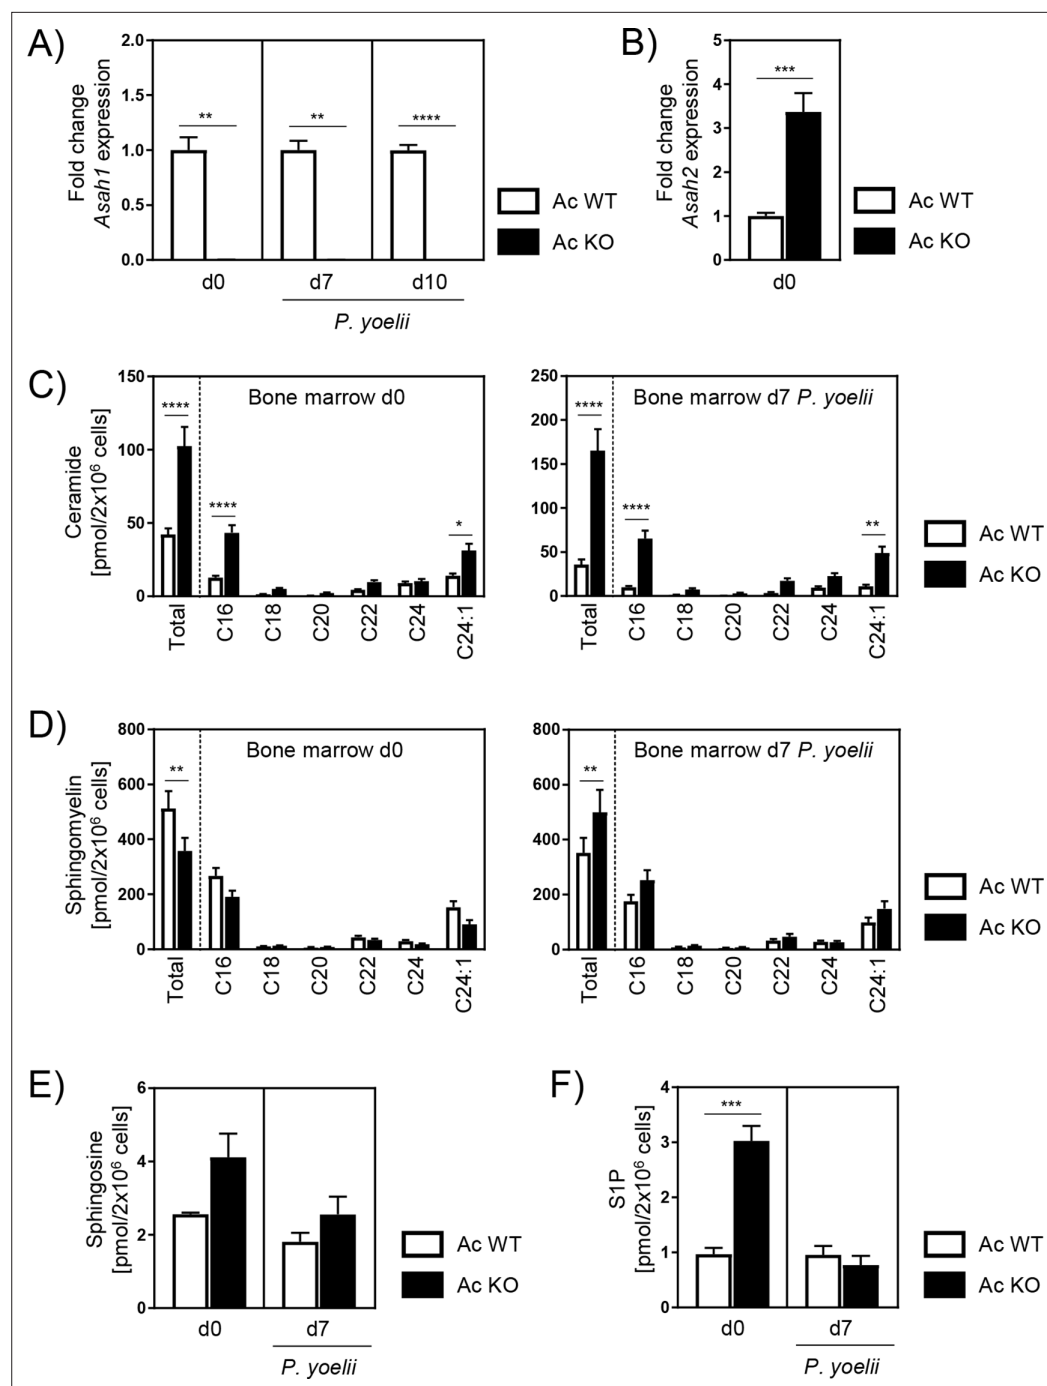 A)
Fold change
Asah1 expression
2.0
1.5
1.0
0.5
0.0
**
**
****
d0
d7
d10
P. yoelii
Ac WT
Ac KO
B)
Fold change
Asah2 expression
5
4
3
2
1
0
***
d0
Ac WT
Ac KO
C)
Ceramide
[pmol/2x10⁶ cells]
150
100
50
0
Bone marrow d0
****
****
*
Total
C16
C18
C20
C22
C24
C24:1
250
200
150
100
50
0
Bone marrow d7 P. yoelii
****
****
**
Total
C16
C18
C20
C22
C24
C24:1
Ac WT
Ac KO
D)
Sphingomyelin
[pmol/2x10⁶ cells]
800
600
400
200
0
Bone marrow d0
**
Total
C16
C18
C20
C222
C24
C24:1
800
600
400
200
0
Bone marrow d7 P. yoelii
**
Total
C16
C18
C20
C22
C24
C24:1
Ac WT
Ac KO
E)
Sphingosine
[pmol/2x10⁶ cells]
6
4
2
0
d0
d7
P. yoelii
Ac WT
Ac KO
F)
S1P
[pmol/2x10⁶ cells]
4
3
2
1
0
***
d0
d7
P. yoelii
Ac WT
Ac KO